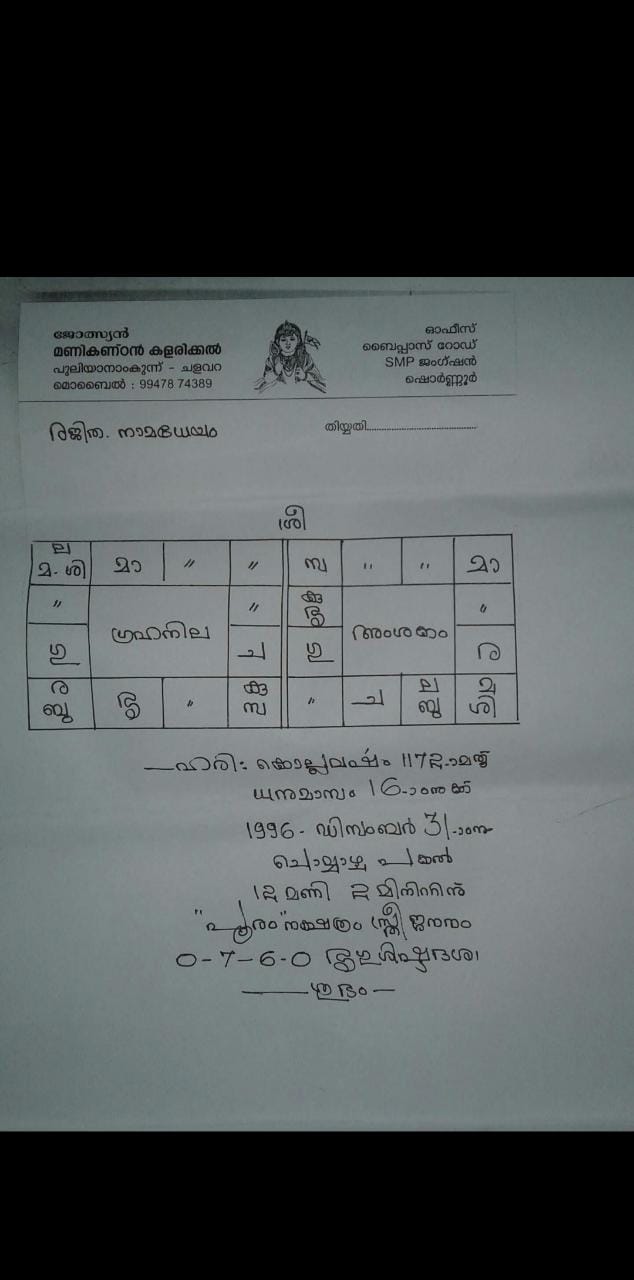 ജോത്സ്യൻ
മണികണ്ഠൻ കളരിക്കൽ
പുലിയാനാംകുന്ന് - ചളവറ
മൊബൈൽ : 99478 74389
ഓഫീസ്
ബൈപ്പാസ് റോഡ്
SMP ജംഗ്ഷൻ
ഷൊർണ്ണൂർ
രജിത. നാമധേയം
തിയ്യതി
ശ്രീ
ല
മ. ശി മാ " " സ " " മാ
" ഗ്രഹനില " കു അംശകം "
ഗു ച ഗു ര
ര
ബു ശു " കു
സ " ച ല
ബു മ
ശി
ഹരി: കൊല്ലവർഷം 1172-ാമത്
ധനുമാസം 16-ാംനുക്ക്
1996 - ഡിസംബർ 31-ാംനു
ചൊവ്വാഴ്ച പകൽ
12 മണി 2 മിനിറ്റിൻ
"പൂരം" നക്ഷത്രം സ്ത്രീ ജനനം
0-7-6-0 ശുക്രശിഷ്ടദശാ
ശുഭം